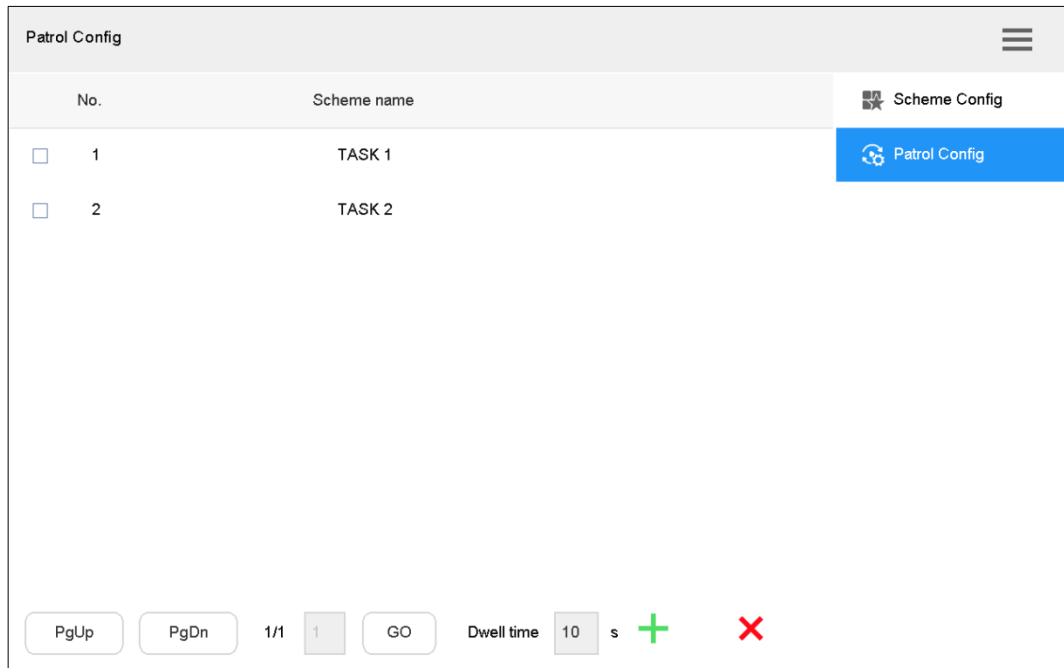 Patrol Config
No. Scheme name
1 TASK 1
2 TASK 2
Scheme Config
Patrol Config
PgUp PgDn 1/1 1 GO Dwell time 10 s